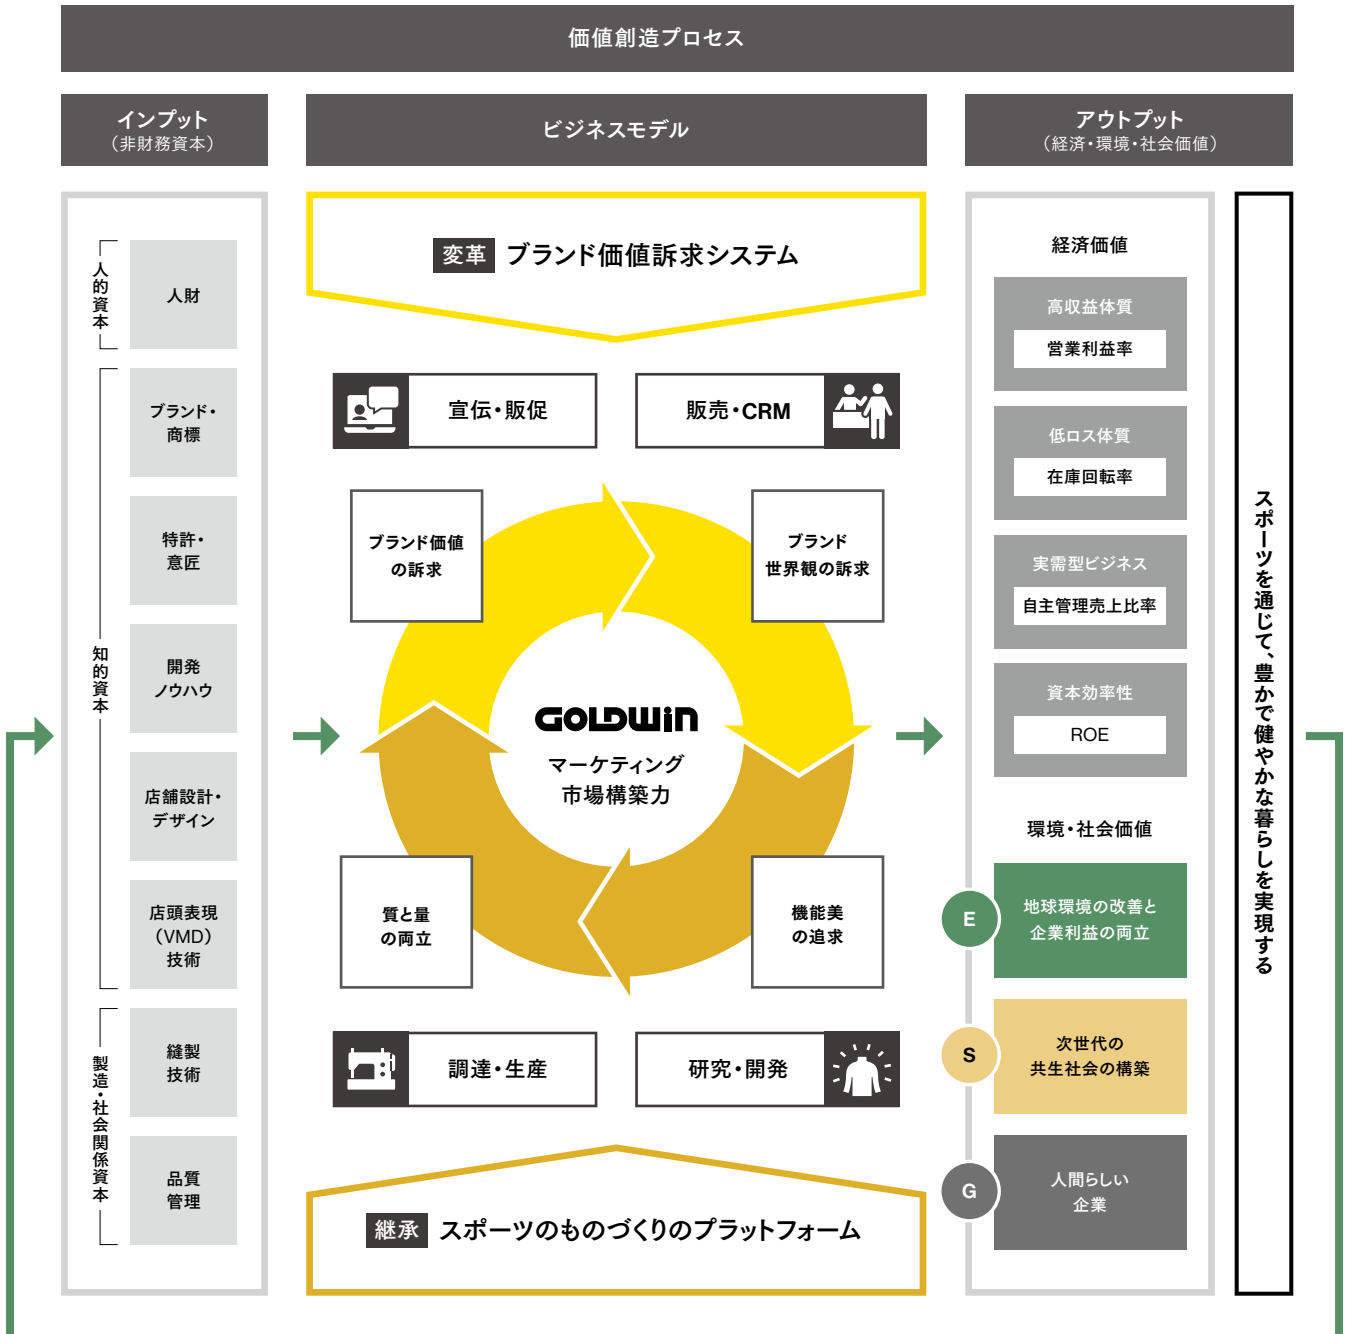 価値創造プロセス
インプット
（非財務資本）
ビジネスモデル
アウトプット
（経済・環境・社会価値）
人的資本
人財
知的資本
ブランド・
商標
特許・
意匠
開発
ノウハウ
店舗設計・
デザイン
店頭表現
（VMD）
技術
製造・社会関係資本
縫製
技術
品質
管理
変革 ブランド価値訴求システム
宣伝・販促
販売・CRM
ブランド価値
の訴求
ブランド
世界観の訴求
GOLDWIN
マーケティング
市場構築力
質と量
の両立
機能美
の追求
調達・生産
研究・開発
継承 スポーツのものづくりのプラットフォーム
経済価値
高収益体質
営業利益率
低ロス体質
在庫回転率
実需型ビジネス
自主管理売上比率
資本効率性
ROE
環境・社会価値
E
地球環境の改善と
企業利益の両立
S
次世代の
共生社会の構築
G
人間らしい
企業
スポーツを通じて、豊かで健やかな暮らしを実現する